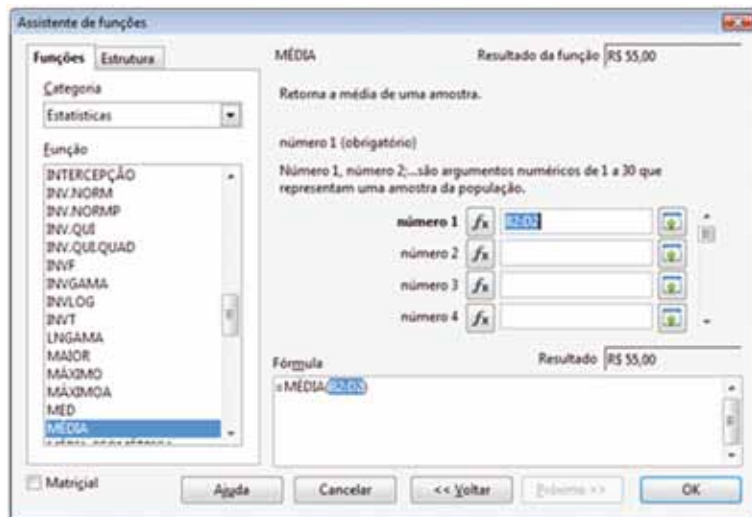 Assistente de funções
Funções Estrutura
Categoria
Estatísticas
Função
INTERCEPÇÃO
INV.NORM
INV.NORMP
INV.QUI
INV.QUI.QUAD
INVF
INVGAMA
INVLOG
INVT
LNGAMA
MAIOR
MÁXIMO
MÁXIMOA
MED
MÉDIA
MÉDIA Resultado da função R$ 55,00
Retorna a média de uma amostra.
número 1 (obrigatório)
Número 1, número 2;...são argumentos numéricos de 1 a 30 que
representam uma amostra da população.
número 1 fx B2:D2
número 2 fx
número 3 fx
número 4 fx
Fórmula Resultado R$ 55,00
=MÉDIA(B2:D2)
Matricial Ajuda Cancelar << Voltar Próximo >> OK